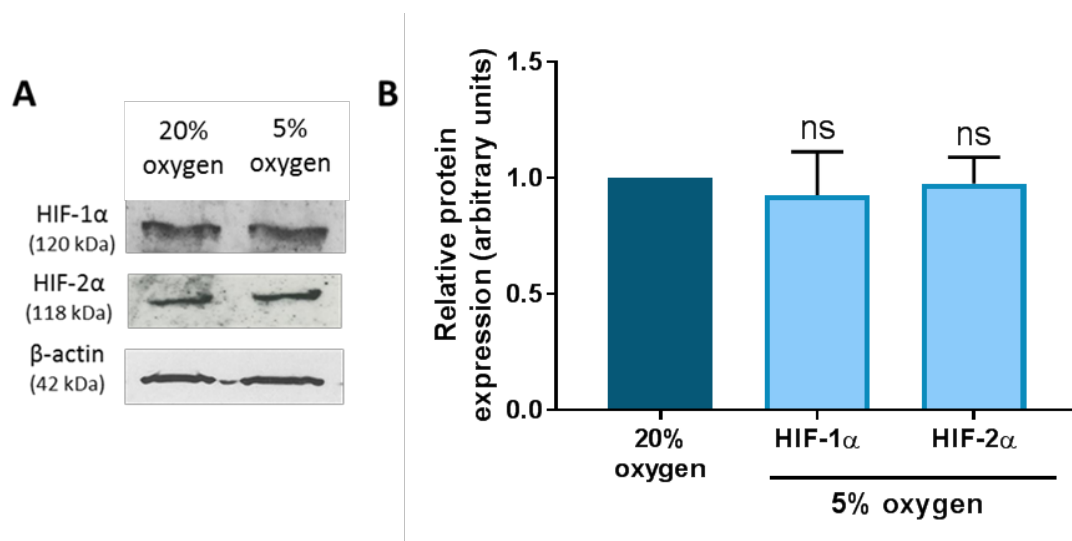 A
20%
oxygen
5%
oxygen
HIF-1α
(120 kDa)
HIF-2α
(118 kDa)
β-actin
(42 kDa)
B
Relative protein
expression (arbitrary units)
1.5
1.0
0.5
0.0
ns
ns
20%
oxygen
HIF-1α
HIF-2α
5% oxygen